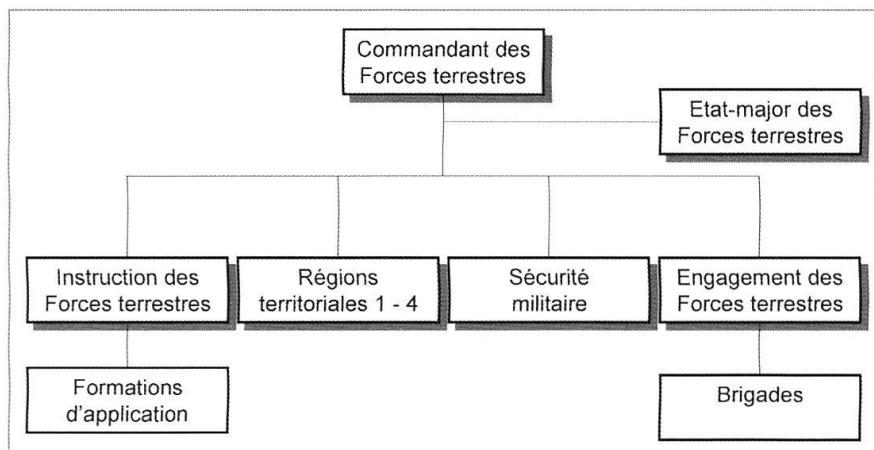 Commandant des
Forces terrestres
Etat-major des
Forces terrestres
Instruction des
Forces terrestres
Régions
territoriales 1 - 4
Sécurité
militaire
Engagement des
Forces terrestres
Formations
d'application
Brigades